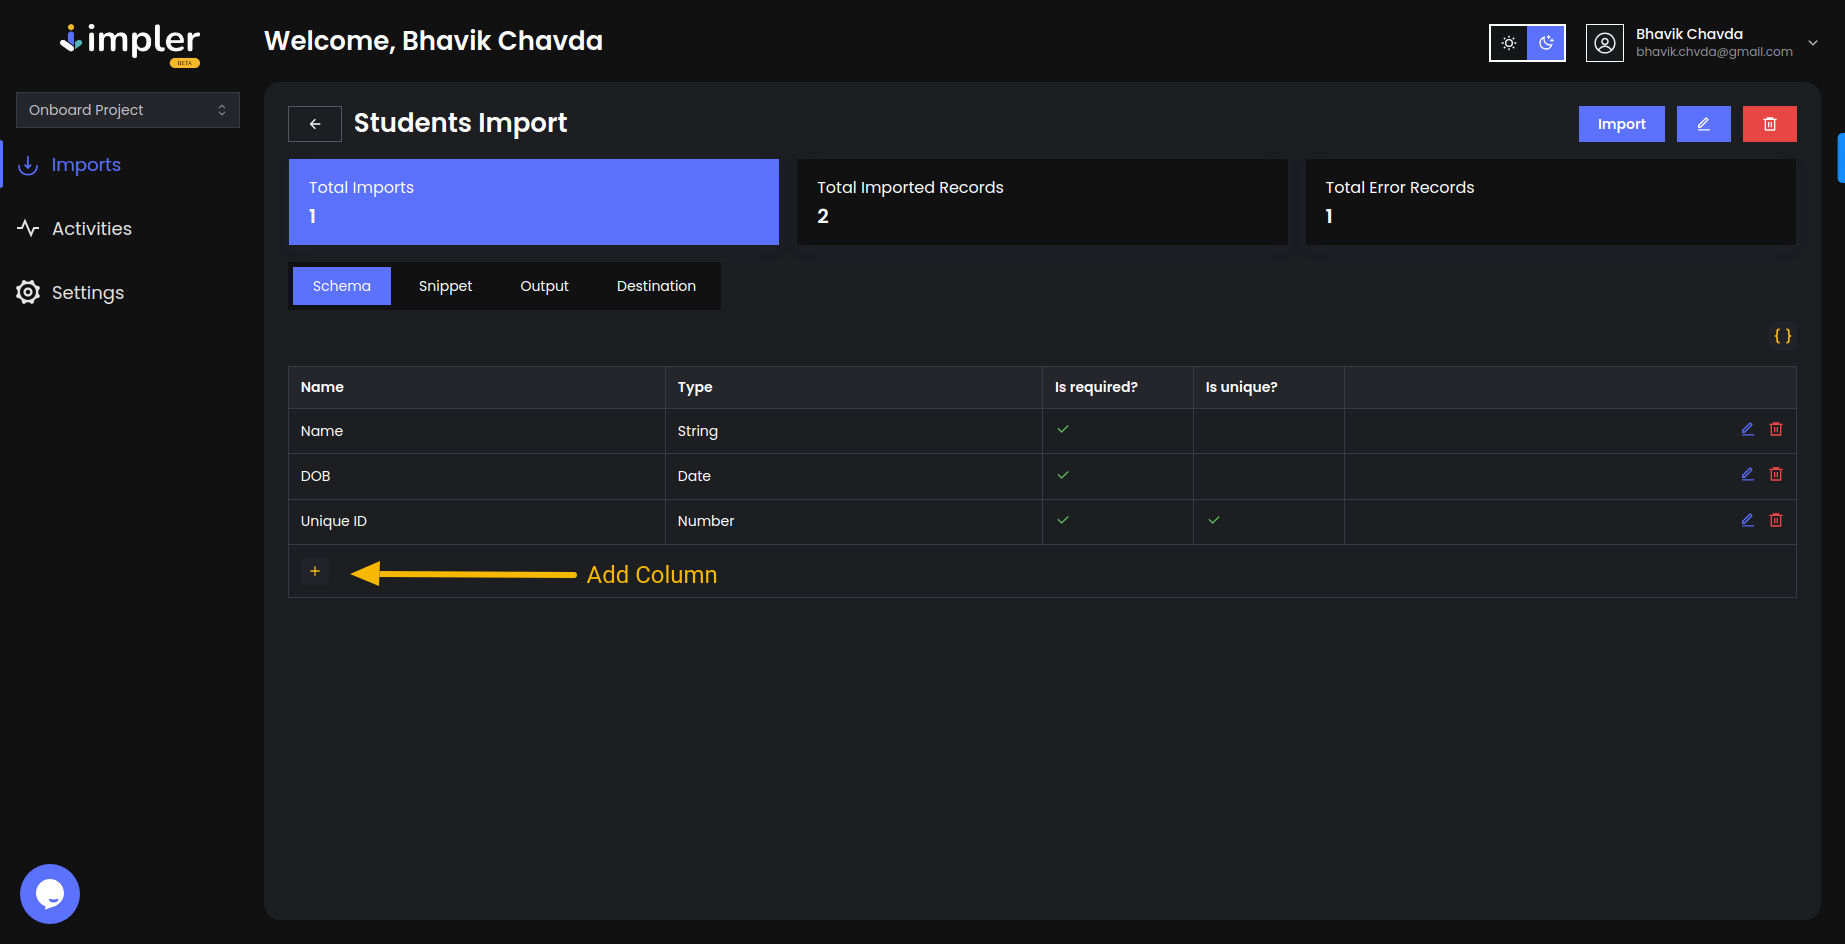 impler
BETA
Welcome, Bhavik Chavda
Bhavik Chavda
bhavik.chvda@gmail.com
Onboard Project
Imports
Activities
Settings
Students Import
Import
Total Imports
1
Total Imported Records
2
Total Error Records
1
Schema Snippet Output Destination
{ }
Name Type Is required? Is unique?
Name String
DOB Date
Unique ID Number
+ Add Column